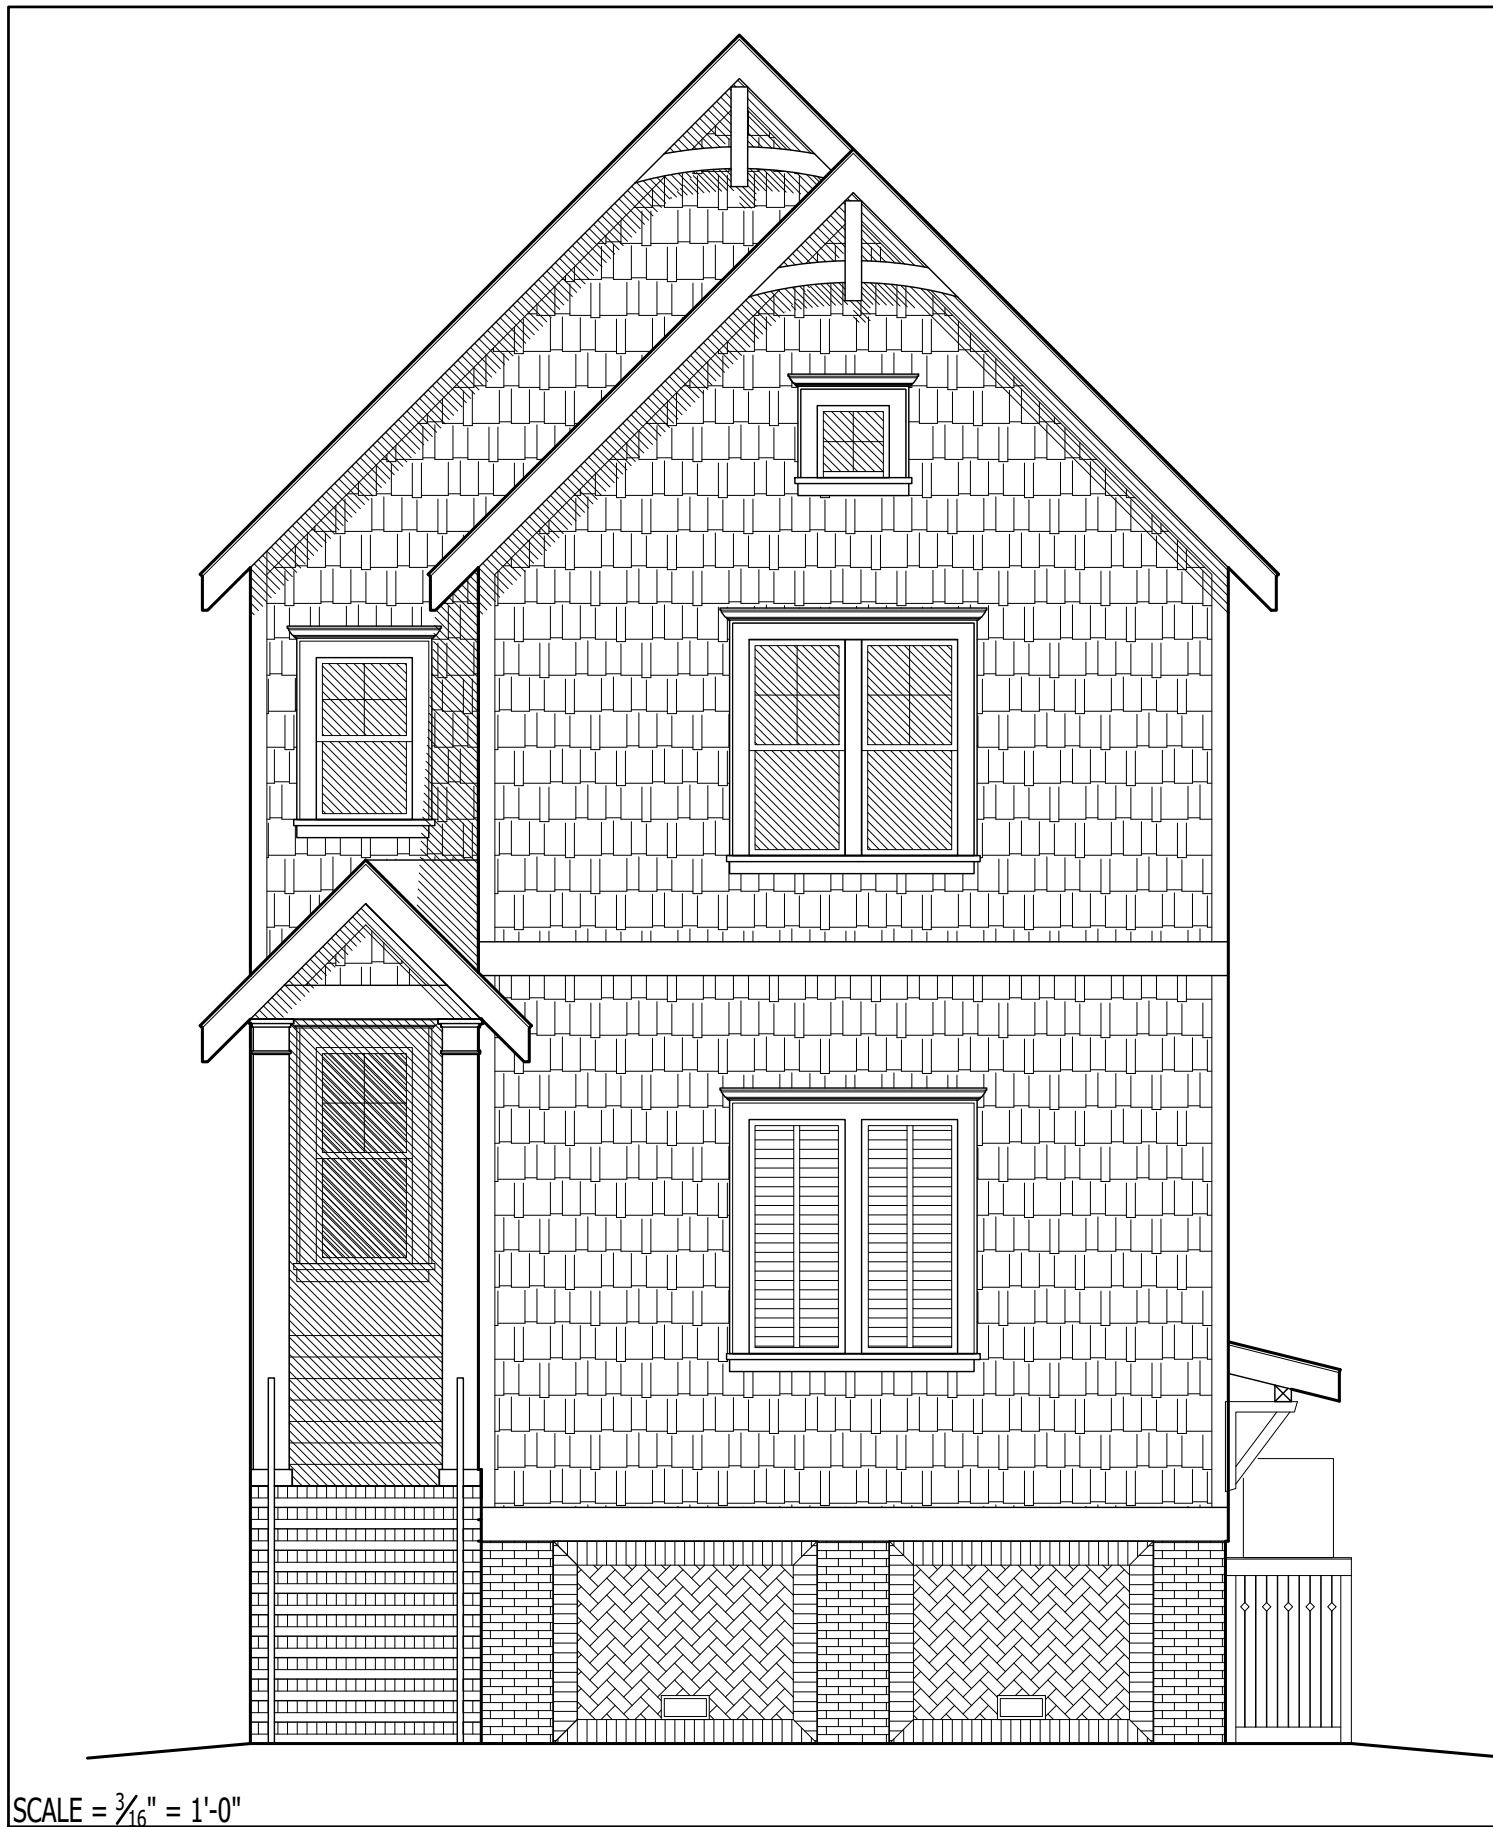 SCALE = 3/16" = 1'-0"